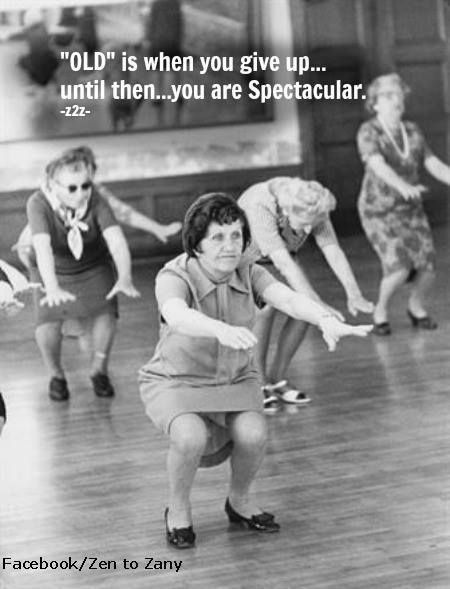 "OLD" is when you give up...
until then...you are Spectacular.
-z2z-
Facebook/Zen to Zany